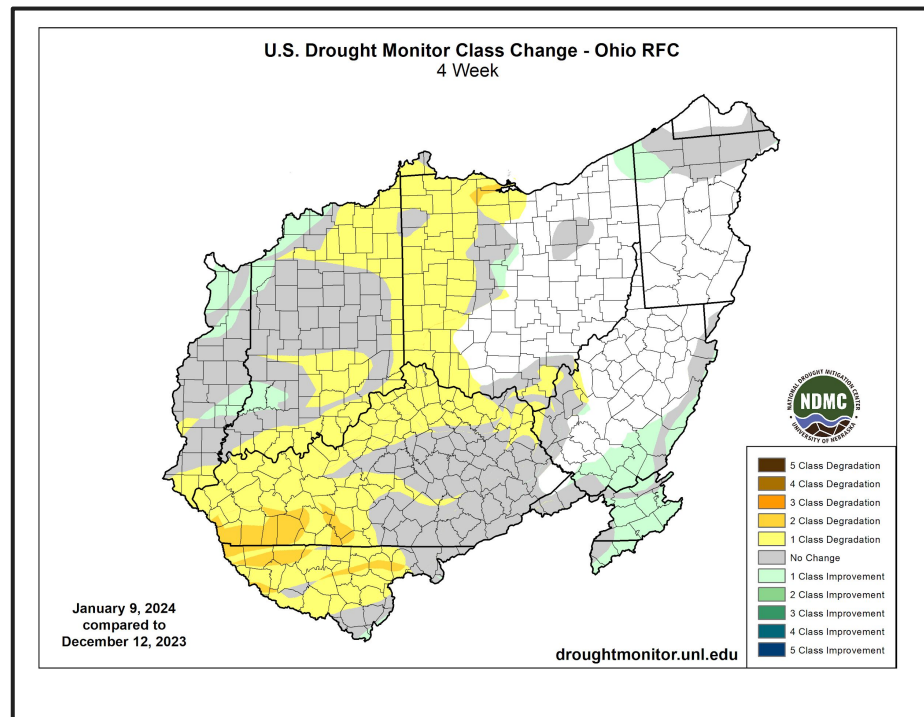 U.S. Drought Monitor Class Change - Ohio RFC
4 Week
NATIONAL DROUGHT MITIGATION CENTER
NDMC
UNIVERSITY OF NEBRASKA
5 Class Degradation
4 Class Degradation
3 Class Degradation
2 Class Degradation
1 Class Degradation
No Change
1 Class Improvement
2 Class Improvement
3 Class Improvement
4 Class Improvement
5 Class Improvement
January 9, 2024
compared to
December 12, 2023
droughtmonitor.unl.edu